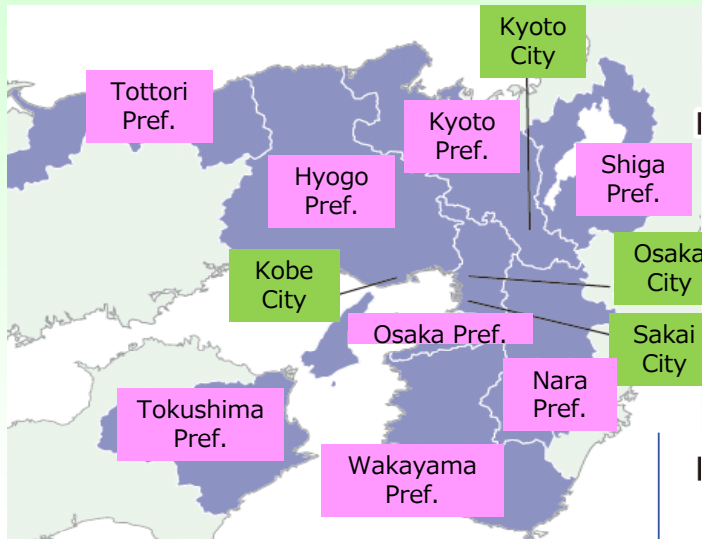 Kyoto
City
Tottori
Pref.
Kyoto
Pref.
Shiga
Pref.
Hyogo
Pref.
Kobe
City
Osaka
City
Osaka Pref.
Sakai
City
Nara
Pref.
Tokushima
Pref.
Wakayama
Pref.